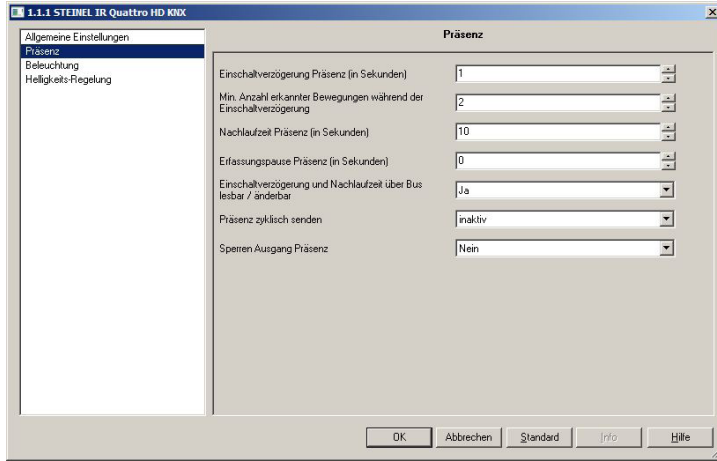 1.1.1 STEINEL IR Quattro HD KNX
Allgemeine Einstellungen
Präsenz
Beleuchtung
Helligkeits-Regelung
Präsenz
Einschaltverzögerung Präsenz (in Sekunden)
1
Min. Anzahl erkannter Bewegungen während der
Einschaltverzögerung
2
Nachlaufzeit Präsenz (in Sekunden)
10
Erfassungspause Präsenz (in Sekunden)
0
Einschaltverzögerung und Nachlaufzeit über Bus
lesbar / änderbar
Ja
Präsenz zyklisch senden
inaktiv
Sperren Ausgang Präsenz
Nein
OK
Abbrechen
Standard
Info
Hilfe